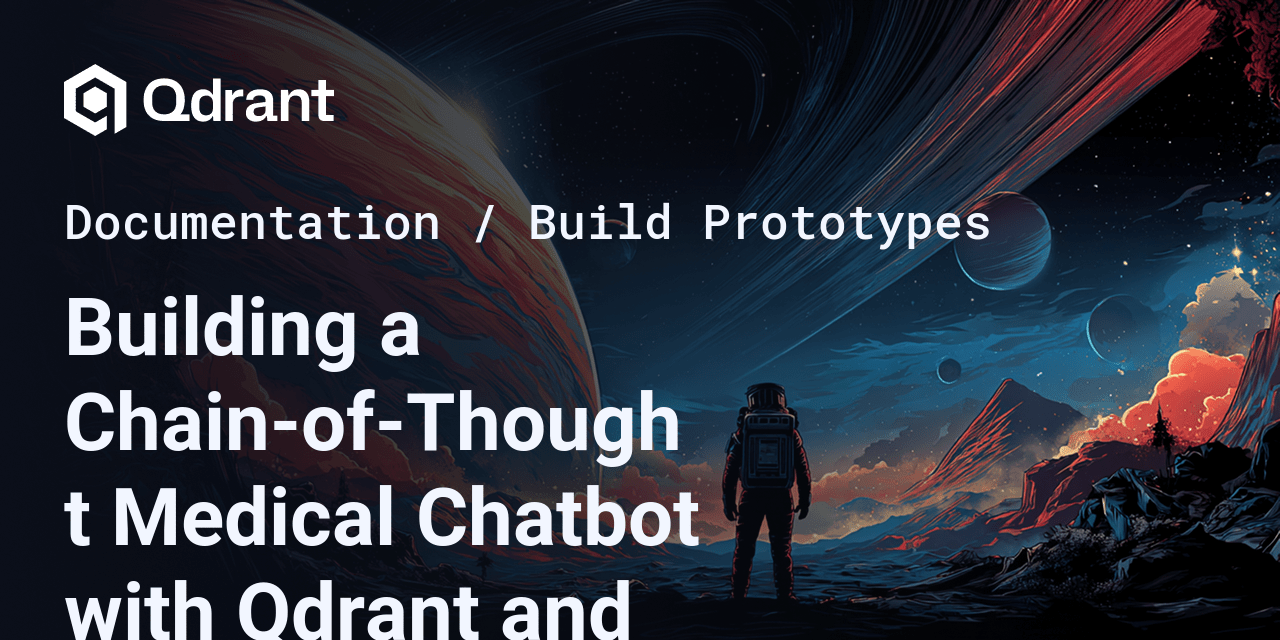 Qdrant
Documentation / Build Prototypes
Building a
Chain-of-Though
t Medical Chatbot
with Qdrant and